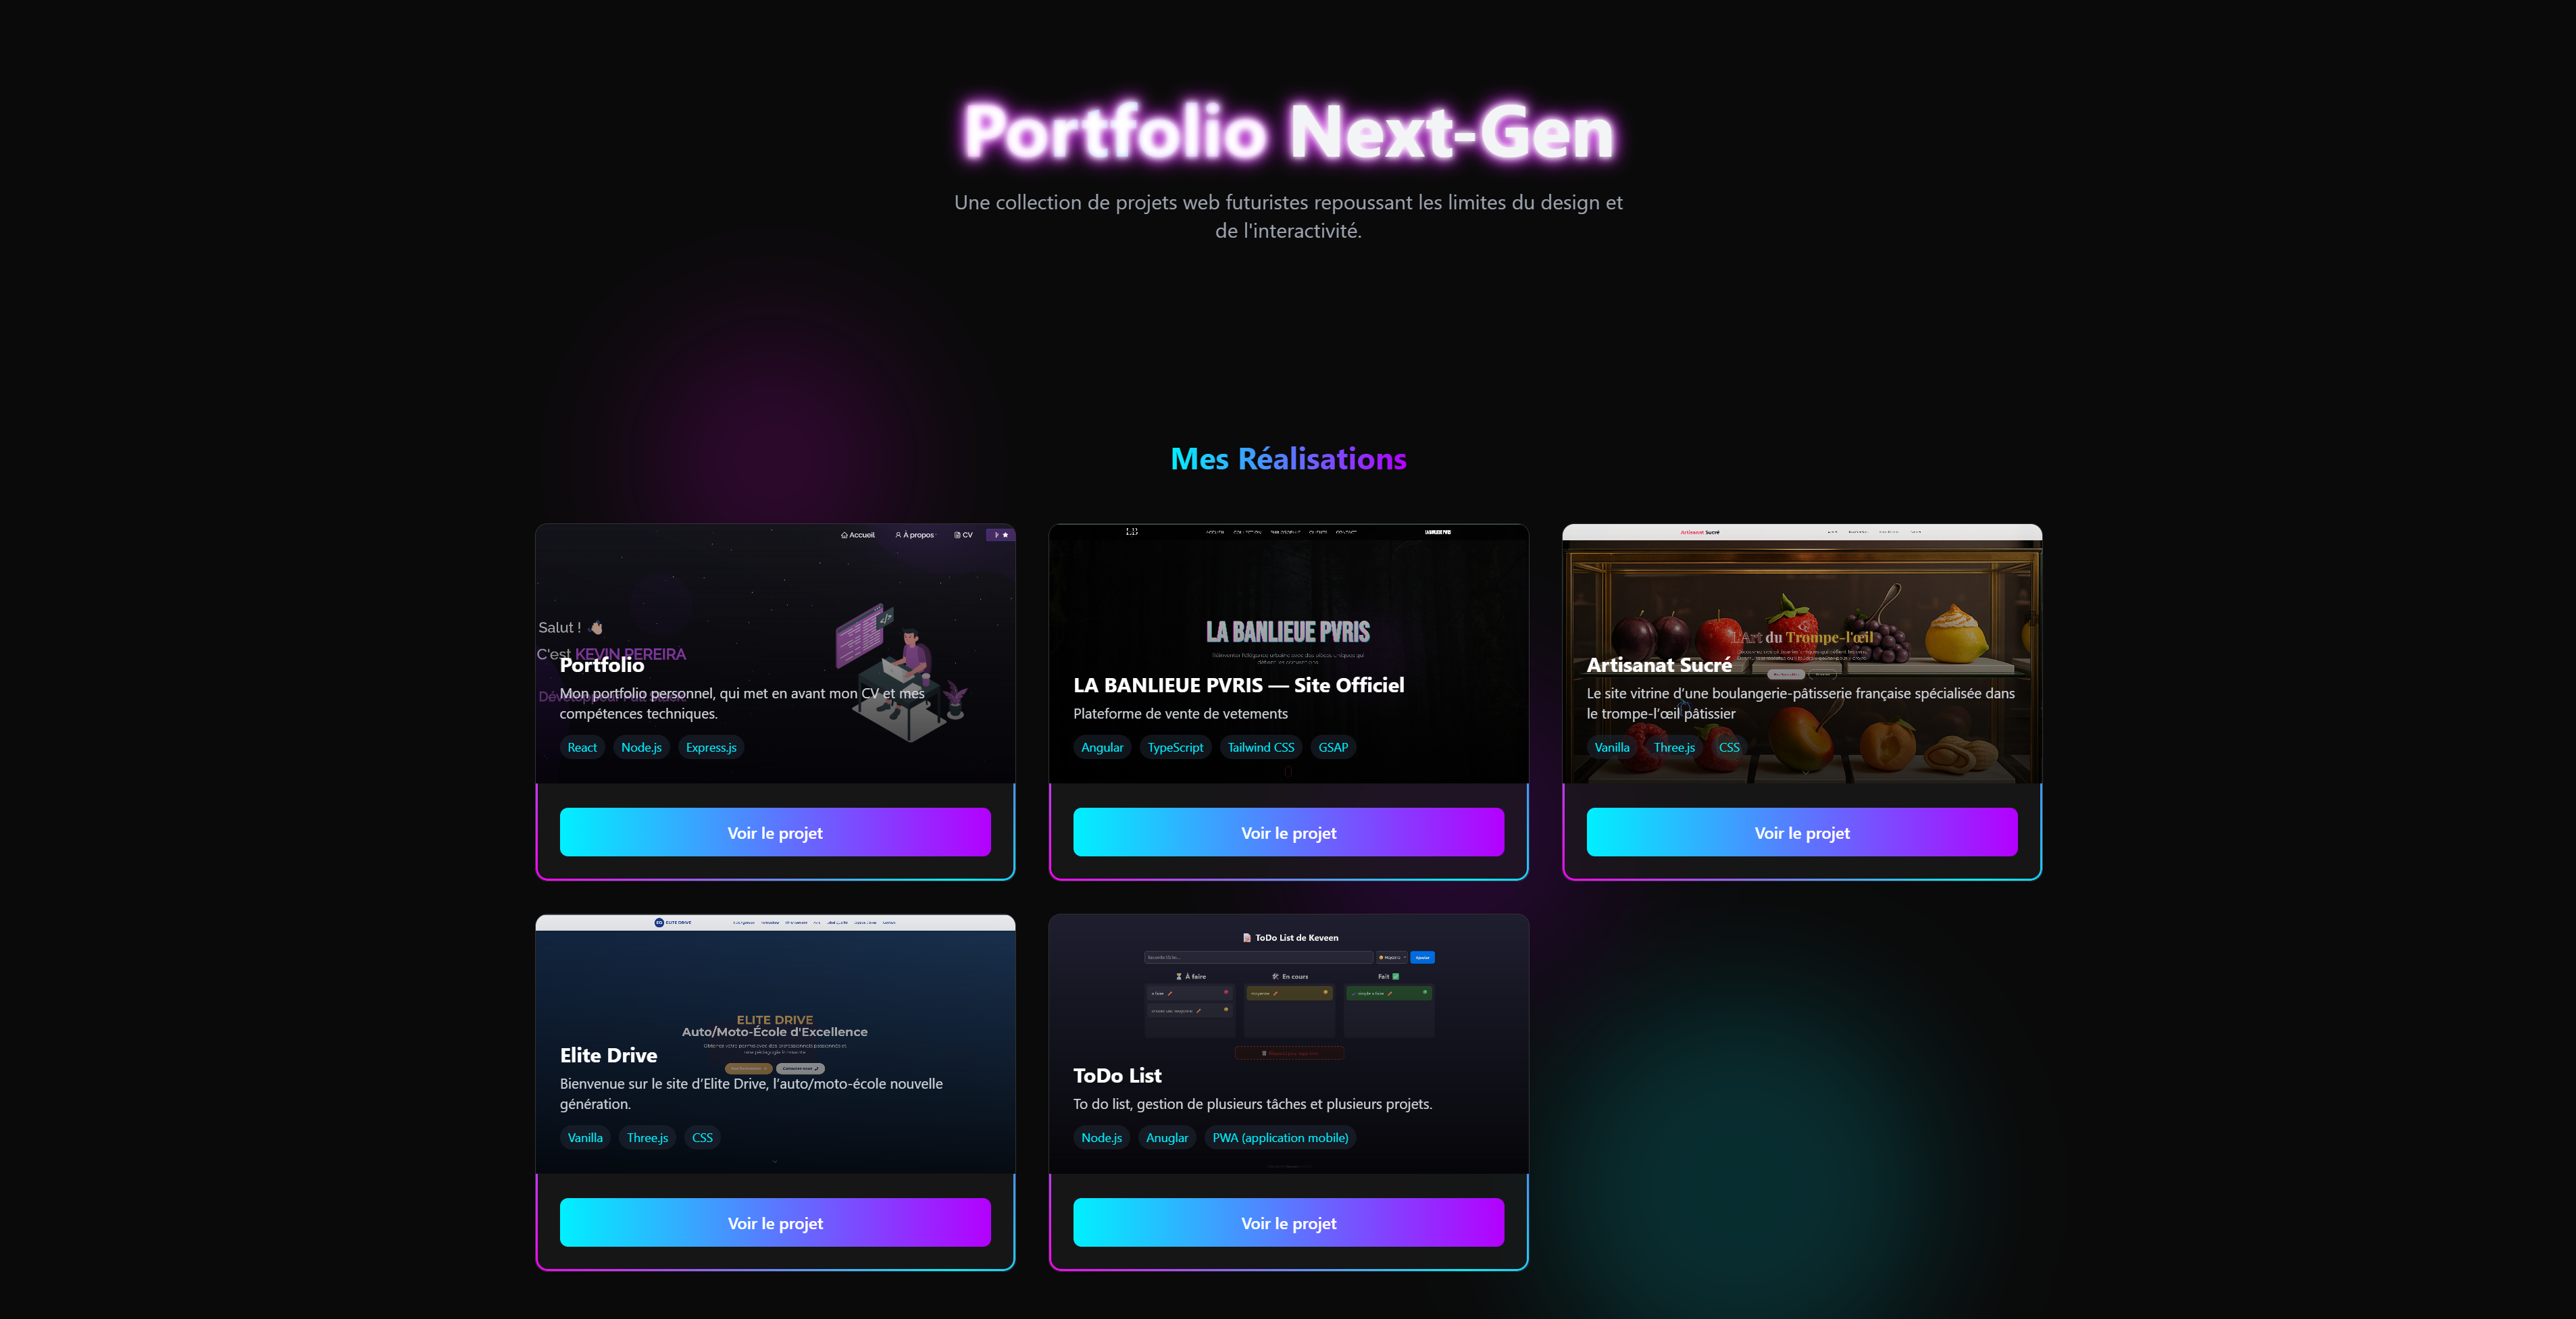 Portfolio Next-Gen
Une collection de projets web futuristes repoussant les limites du design et
de l'interactivité.
Mes Réalisations
Accueil À propos CV
Salut !
C'est KEVIN PEREIRA
Portfolio
Mon portfolio personnel, qui met en avant mon CV et mes
compétences techniques.
React Node.js Express.js
Voir le projet
LB
LA BANLIEUE PVRIS
LA BANLIEUE PVRIS
LA BANLIEUE PVRIS — Site Officiel
Plateforme de vente de vetements
Angular TypeScript Tailwind CSS GSAP
Voir le projet
Artisanat Sucré
L'Art du Trompe-l'œil
Artisanat Sucré
Le site vitrine d’une boulangerie-pâtisserie française spécialisée dans
le trompe-l’œil pâtissier
Vanilla Three.js CSS
Voir le projet
ELITE DRIVE
ELITE DRIVE
Auto/Moto-École d'Excellence
Elite Drive
Bienvenue sur le site d’Elite Drive, l’auto/moto-école nouvelle
génération.
Vanilla Three.js CSS
Voir le projet
ToDo List de Keveen
Ajouter
À faire En cours Fait
ToDo List
To do list, gestion de plusieurs tâches et plusieurs projets.
Node.js Anuglar PWA (application mobile)
Voir le projet